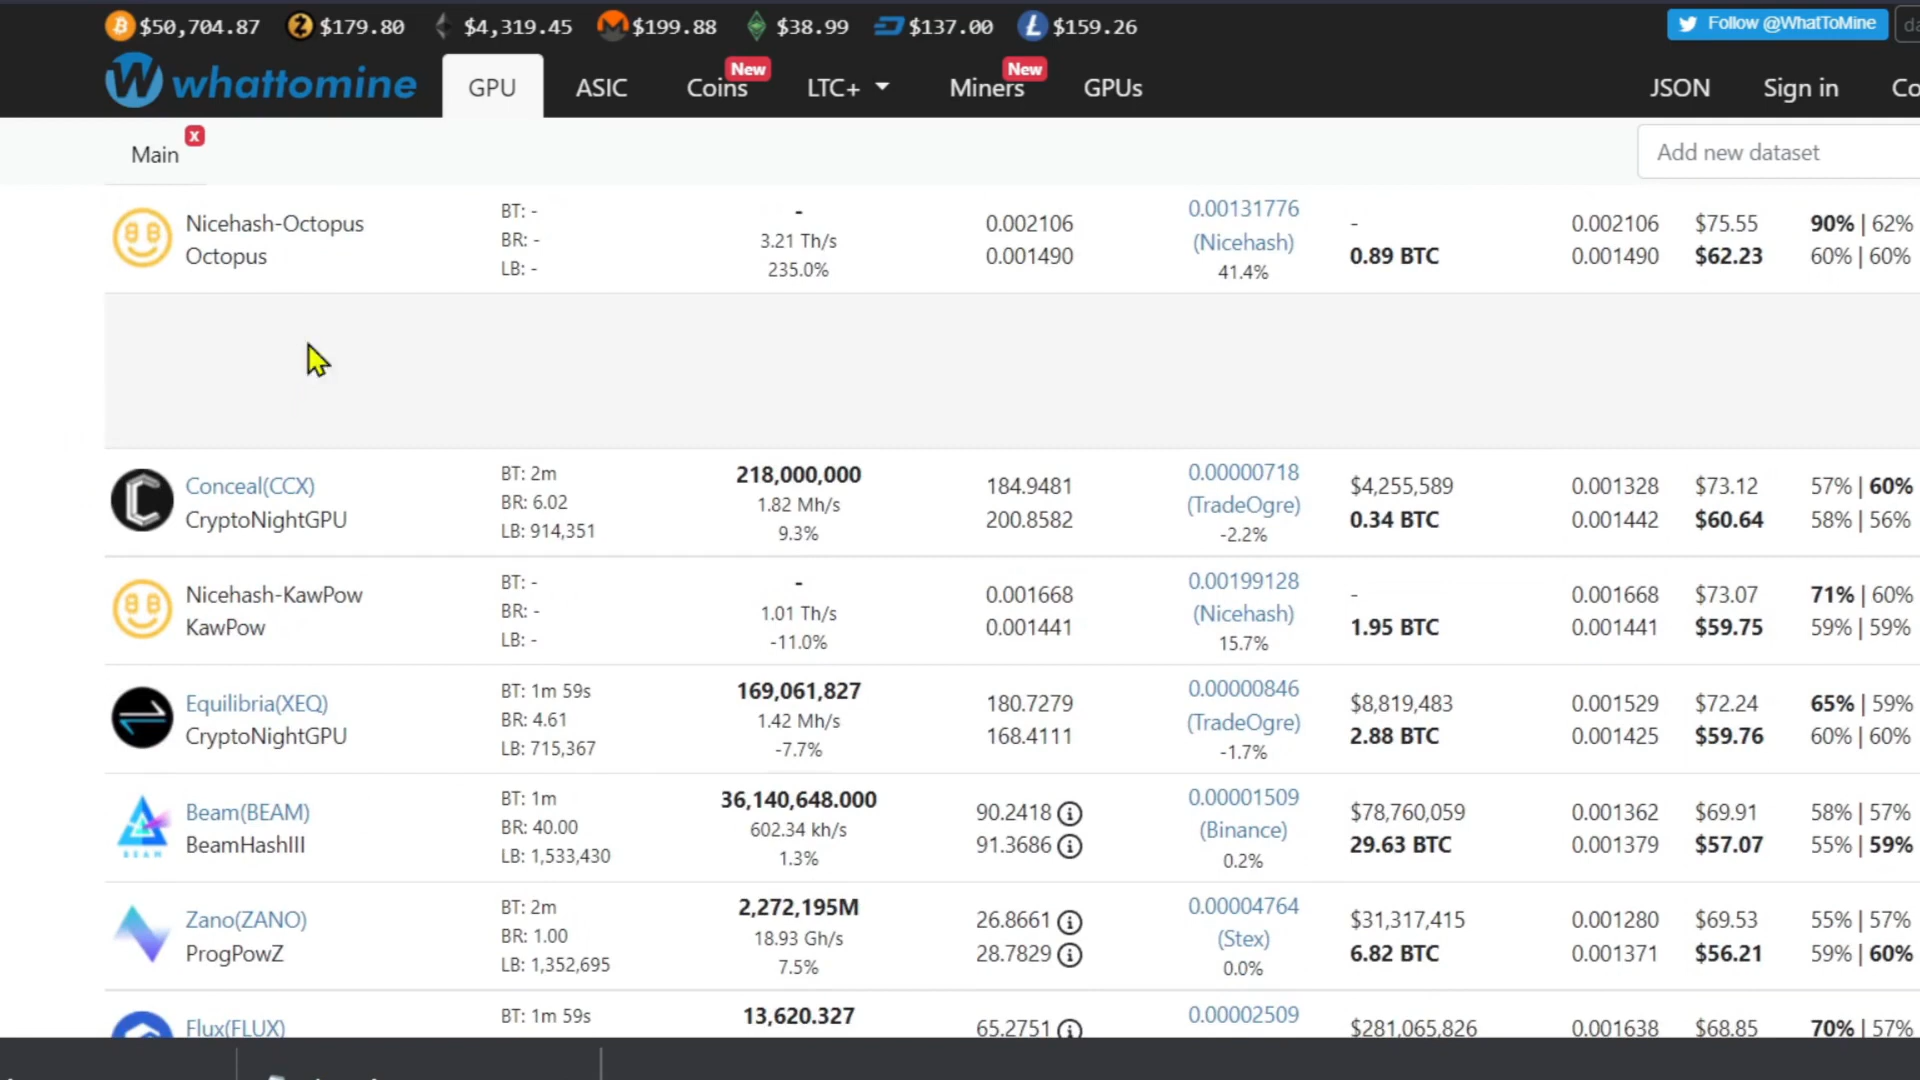 $50,704.87 $179.80 $4,319.45 $199.88 $38.99 $137.00 $159.26 Follow @WhatToMine
whattomine GPU ASIC Coins New LTC+ Miners New GPUs JSON Sign in
Main x Add new dataset
Nicehash-Octopus
Octopus
BT: -
BR: -
LB: -
-
3.21 Th/s
235.0%
0.002106
0.001490
0.00131776
(Nicehash)
41.4%
-
0.89 BTC
0.002106
0.001490
$75.55
$62.23
90% | 62%
60% | 60%
Conceal(CCX)
CryptoNightGPU
BT: 2m
BR: 6.02
LB: 914,351
218,000,000
1.82 Mh/s
9.3%
184.9481
200.8582
0.00000718
(TradeOgre)
-2.2%
$4,255,589
0.34 BTC
0.001328
0.001442
$73.12
$60.64
57% | 60%
58% | 56%
Nicehash-KawPow
KawPow
BT: -
BR: -
LB: -
-
1.01 Th/s
-11.0%
0.001668
0.001441
0.00199128
(Nicehash)
15.7%
-
1.95 BTC
0.001668
0.001441
$73.07
$59.75
71% | 60%
59% | 59%
Equilibria(XEQ)
CryptoNightGPU
BT: 1m 59s
BR: 4.61
LB: 715,367
169,061,827
1.42 Mh/s
-7.7%
180.7279
168.4111
0.00000846
(TradeOgre)
-1.7%
$8,819,483
2.88 BTC
0.001529
0.001425
$72.24
$59.76
65% | 59%
60% | 60%
Beam(BEAM)
BeamHashIII
BT: 1m
BR: 40.00
LB: 1,533,430
36,140,648.000
602.34 kh/s
1.3%
90.2418
91.3686
0.00001509
(Binance)
0.2%
$78,760,059
29.63 BTC
0.001362
0.001379
$69.91
$57.07
58% | 57%
55% | 59%
Zano(ZANO)
ProgPowZ
BT: 2m
BR: 1.00
LB: 1,352,695
2,272,195M
18.93 Gh/s
7.5%
26.8661
28.7829
0.00004764
(Stex)
0.0%
$31,317,415
6.82 BTC
0.001280
0.001371
$69.53
$56.21
55% | 57%
59% | 60%
Flux(FLUX)
BT: 1m 59s
13,620.327
65.2751
0.00002509
$281,065,826
0.001638
$68.85
70% | 57%